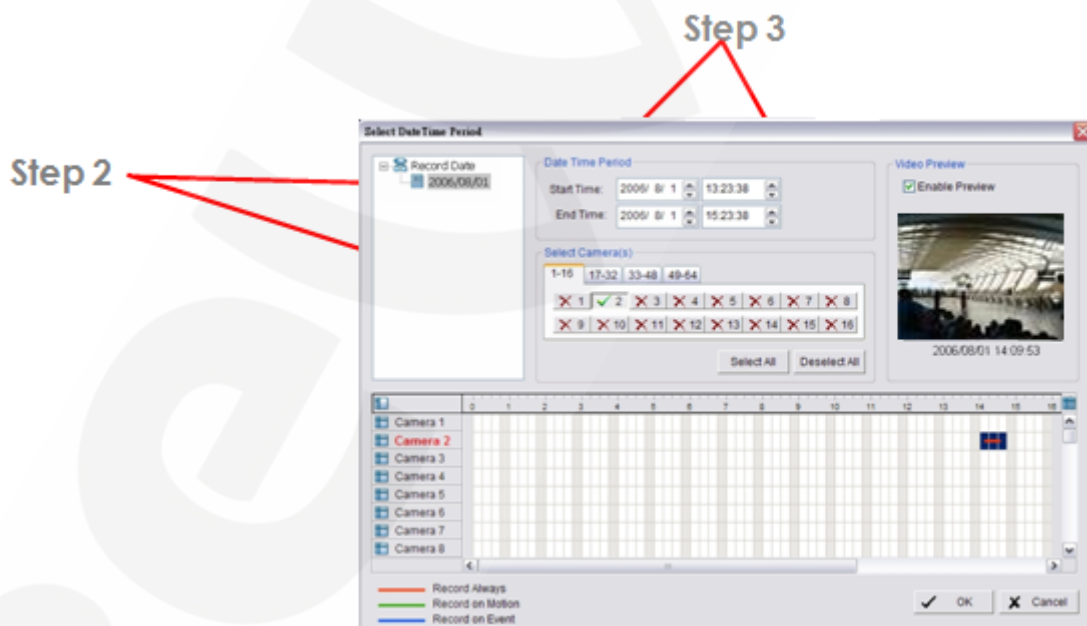 Step 3
Step 2
Select DateTime Period
Record Date
2006/08/01
Date Time Period
Start Time: 2006/ 8/ 1 13:23:38
End Time: 2006/ 8/ 1 15:23:38
Select Camera(s)
1-16 17-32 33-48 49-64
1 2 3 4 5 6 7 8
9 10 11 12 13 14 15 16
Select All Deselect All
Video Preview
Enable Preview
2006/08/01 14:09:53
0 1 2 3 4 5 6 7 8 9 10 11 12 13 14 15 16
Camera 1
Camera 2
Camera 3
Camera 4
Camera 5
Camera 6
Camera 7
Camera 8
Record Always
Record on Motion
Record on Event
OK Cancel